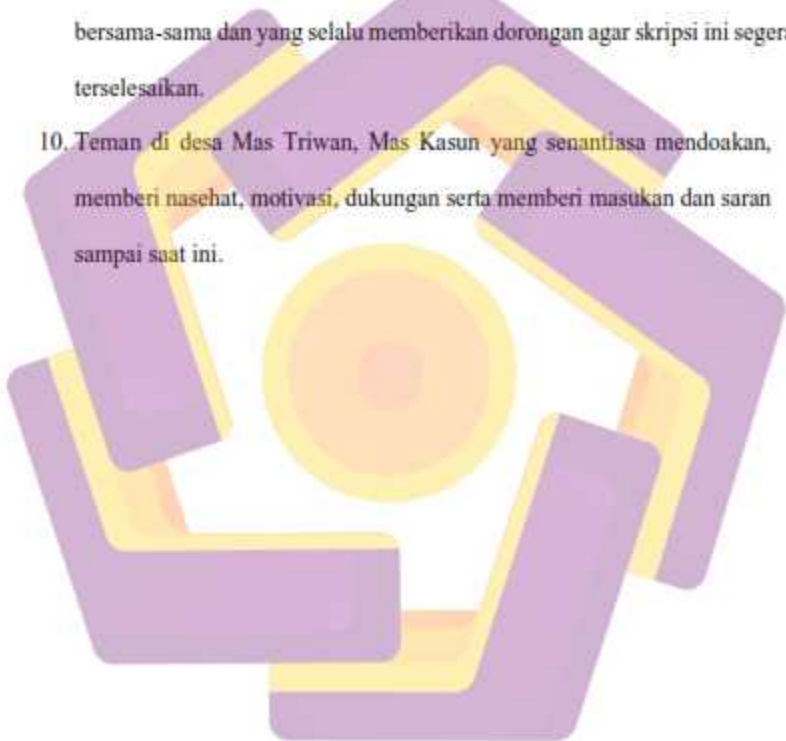 bersama-sama dan yang selalu memberikan dorongan agar skripsi ini segera
terselesaikan.
10. Teman di desa Mas Triwan, Mas Kasun yang senantiasa mendoakan,
memberi nasehat, motivasi, dukungan serta memberi masukan dan saran
sampai saat ini.